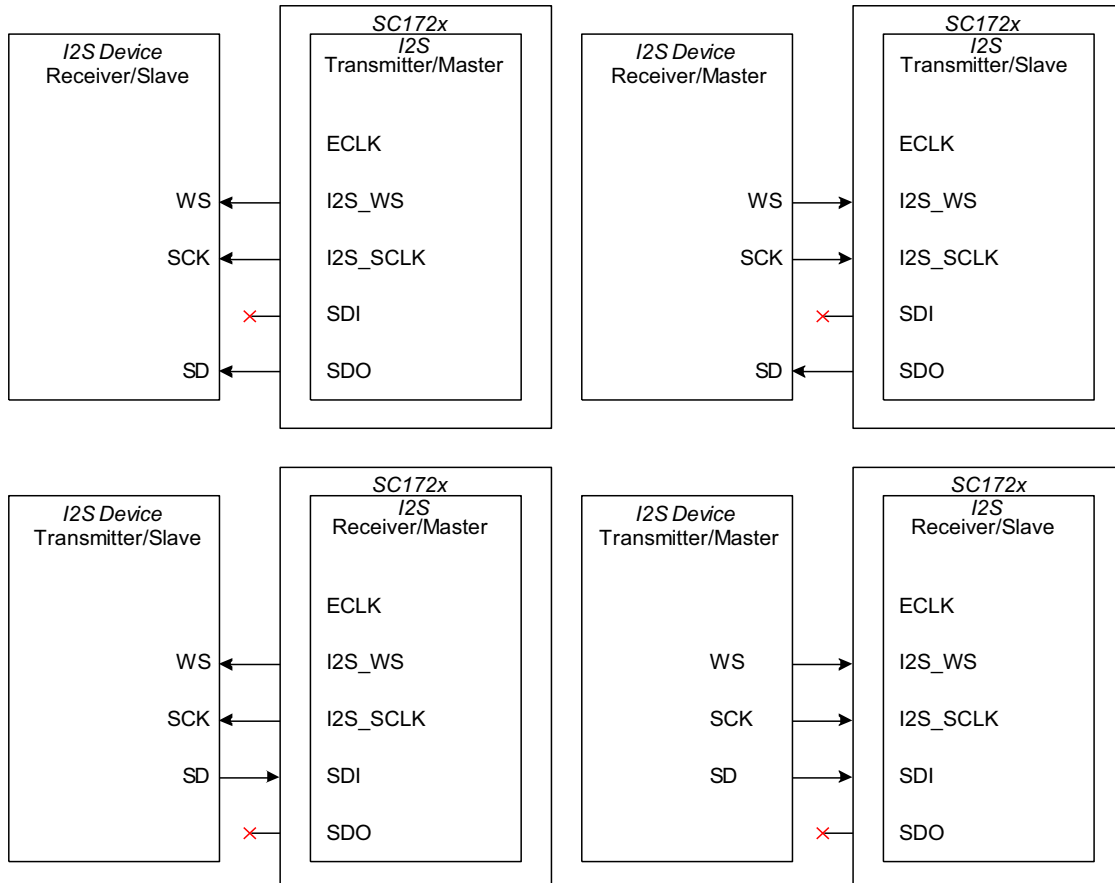 SC172x
I2S Device
Receiver/Slave
I2S
Transmitter/Master
ECLK
WS
I2S_WS
SCK
I2S_SCLK
SDI
SD
SDO
SC172x
I2S Device
Receiver/Master
I2S
Transmitter/Slave
ECLK
WS
I2S_WS
SCK
I2S_SCLK
SDI
SD
SDO
SC172x
I2S Device
Transmitter/Slave
I2S
Receiver/Master
ECLK
WS
I2S_WS
SCK
I2S_SCLK
SD
SDI
SDO
SC172x
I2S Device
Transmitter/Master
I2S
Receiver/Slave
ECLK
WS
I2S_WS
SCK
I2S_SCLK
SD
SDI
SDO